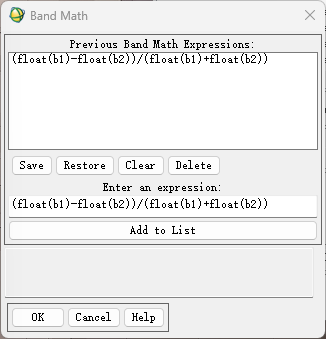 Band Math
Previous Band Math Expressions:
(float(b1)-float(b2))/(float(b1)+float(b2))
Save Restore Clear Delete
Enter an expression:
(float(b1)-float(b2))/(float(b1)+float(b2))
Add to List
OK Cancel Help